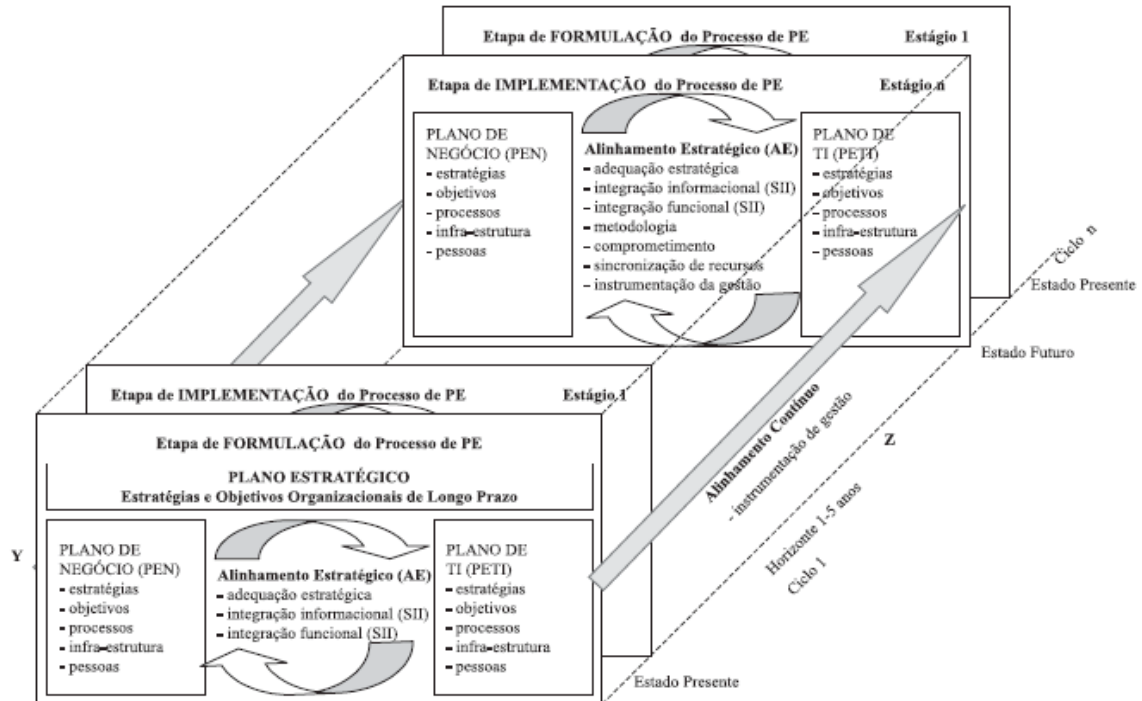 Etapa de FORMULAÇÃO do Processo de PE Estágio 1
Etapa de IMPLEMENTAÇÃO do Processo de PE Estágio n
PLANO DE
NEGÓCIO (PEN)
- estratégias
- objetivos
- processos
- infra-estrutura
- pessoas
Alinhamento Estratégico (AE)
- adequação estratégica
- integração informacional (SII)
- integração funcional (SII)
- metodologia
- comprometimento
- sincronização de recursos
- instrumentação da gestão
PLANO DE
TI (PETI)
- estratégias
- objetivos
- processos
- infra-estrutura
- pessoas
Ciclo n
Estado Presente
Estado Futuro
Etapa de IMPLEMENTAÇÃO do Processo de PE Estágio 1
Etapa de FORMULAÇÃO do Processo de PE
PLANO ESTRATÉGICO
Estratégias e Objetivos Organizacionais de Longo Prazo
Y
PLANO DE
NEGÓCIO (PEN)
- estratégias
- objetivos
- processos
- infra-estrutura
- pessoas
Alinhamento Estratégico (AE)
- adequação estratégica
- integração informacional (SII)
- integração funcional (SII)
PLANO DE
TI (PETI)
- estratégias
- objetivos
- processos
- infra-estrutura
- pessoas
Alinhamento Contínuo
- instrumentação de gestão
Z
Horizonte 1-5 anos
Ciclo 1
Estado Presente